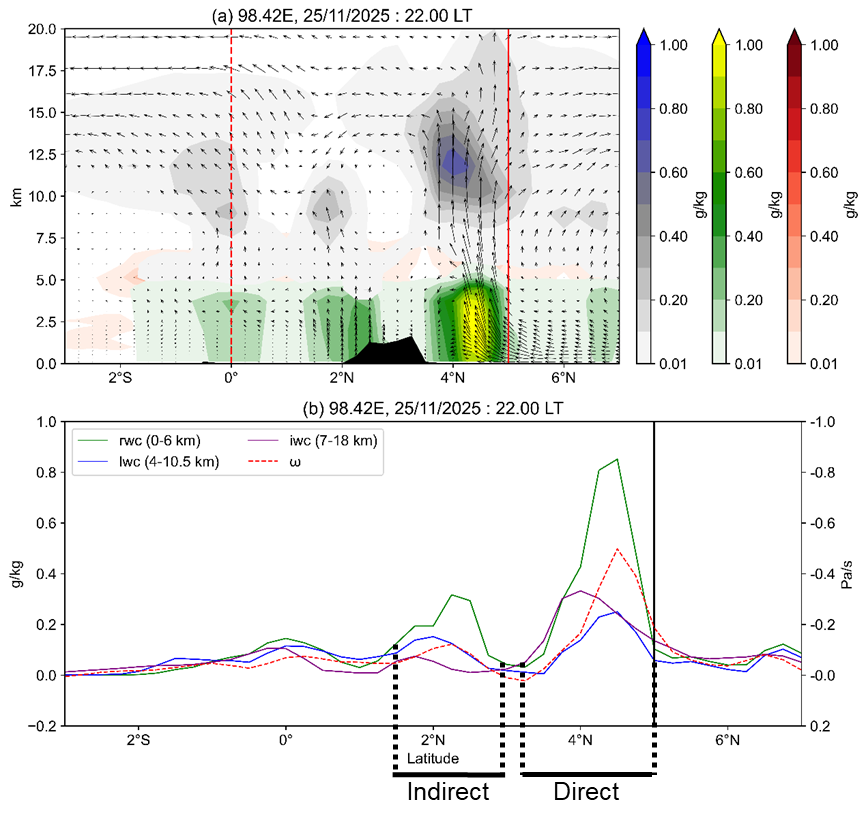 (a) 98.42E, 25/11/2025 : 22.00 LT
20.0
17.5
15.0
12.5
10.0
7.5
5.0
2.5
0.0
km
2°S
0°
2°N
4°N
6°N
1.00
0.80
0.60
0.40
0.20
0.01
g/kg
1.00
0.80
0.60
0.40
0.20
0.01
g/kg
1.00
0.80
0.60
0.40
0.20
0.01
g/kg
(b) 98.42E, 25/11/2025 : 22.00 LT
rwc (0-6 km)
lwc (4-10.5 km)
iwc (7-18 km)
ω
1.0
0.8
0.6
0.4
0.2
0.0
−0.2
g/kg
-1.0
-0.8
-0.6
-0.4
-0.2
-0.0
0.2
Pa/s
2°S
0°
2°N
4°N
6°N
Latitude
Indirect
Direct